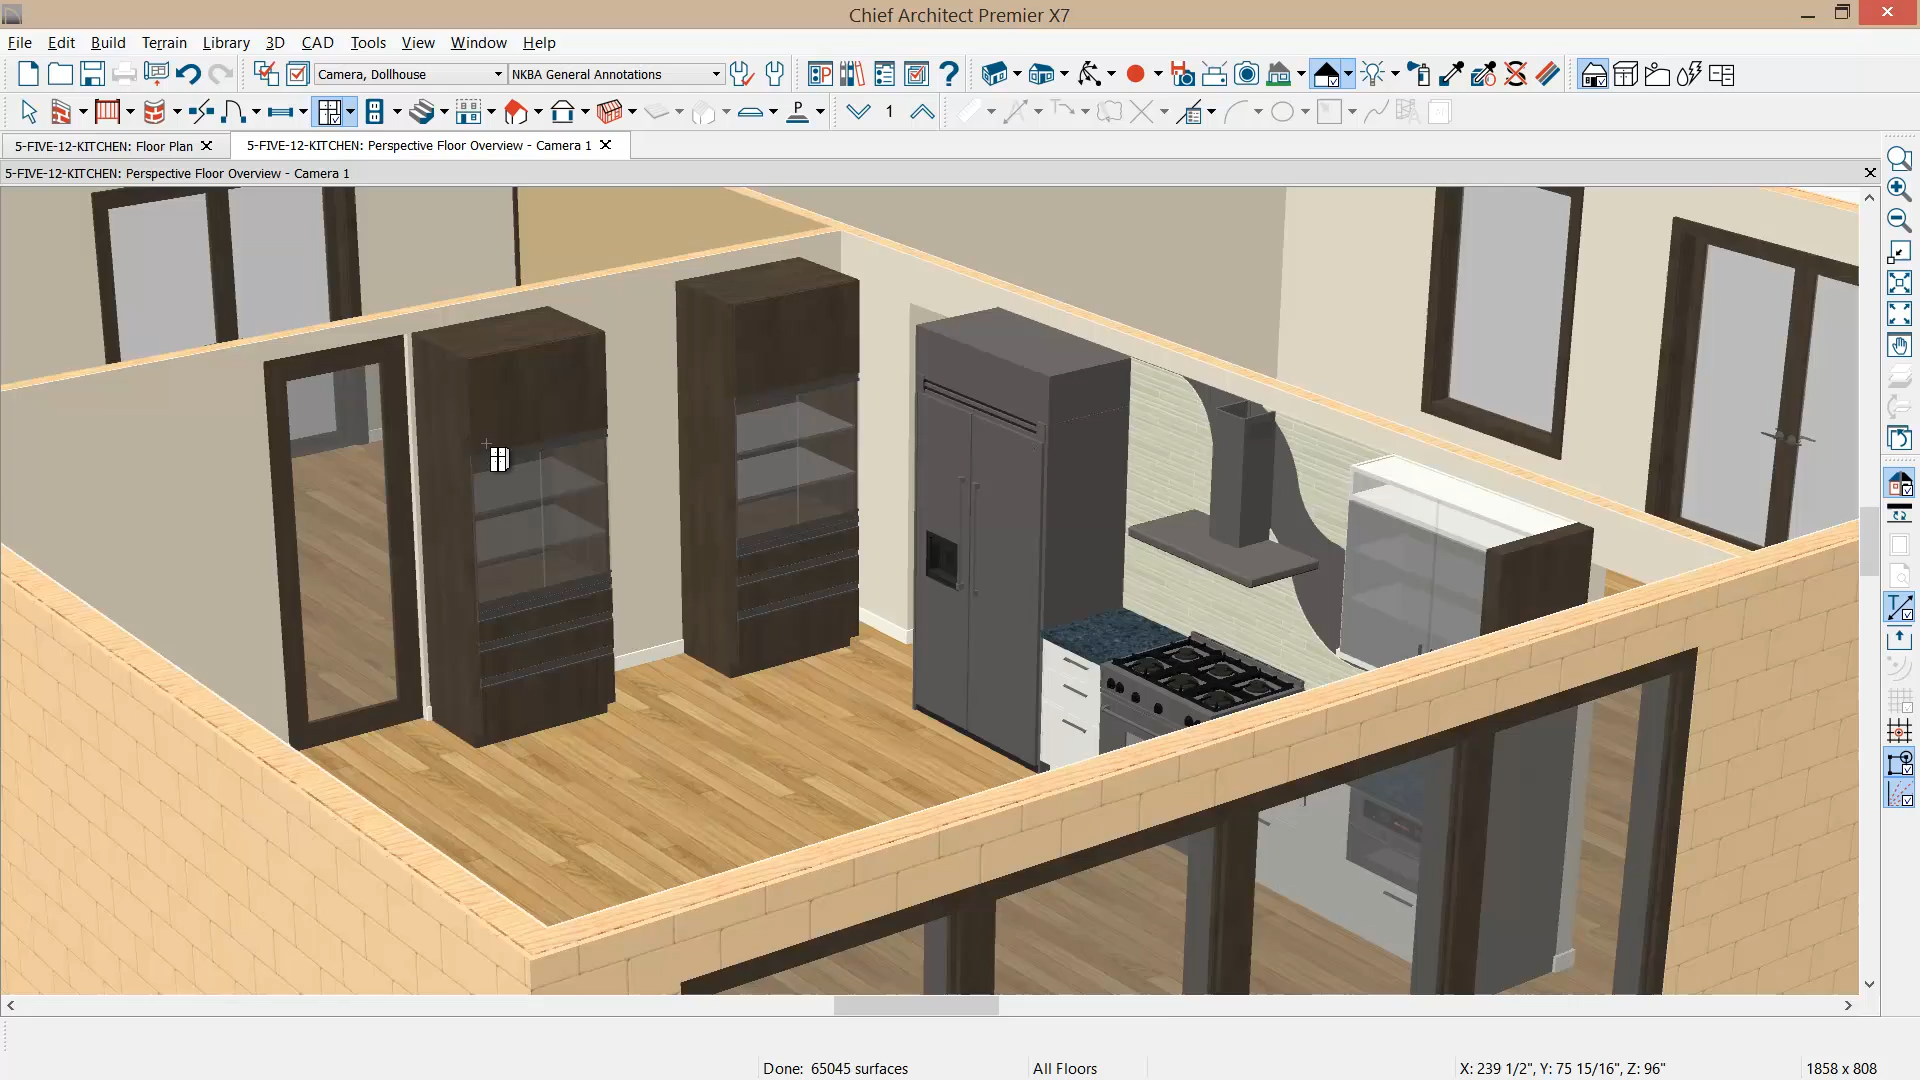 Chief Architect Premier X7
File Edit Build Terrain Library 3D CAD Tools View Window Help
Camera, Dollhouse NKBA General Annotations
1
5-FIVE-12-KITCHEN: Floor Plan 5-FIVE-12-KITCHEN: Perspective Floor Overview - Camera 1
5-FIVE-12-KITCHEN: Perspective Floor Overview - Camera 1
Done: 65045 surfaces All Floors X: 239 1/2", Y: 75 15/16", Z: 96" 1858 x 808